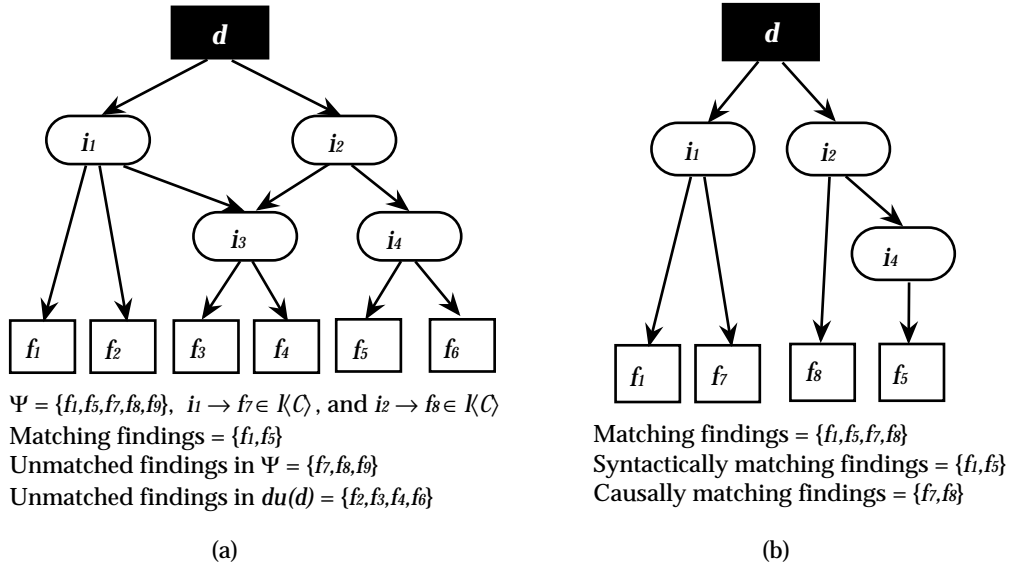 d
i1 i2
i3 i4
f1 f2 f3 f4 f5 f6
Ψ = {f1,f5,f7,f8,f9}, i1 → f7 ∈ I⟨C⟩, and i2 → f8 ∈ I⟨C⟩
Matching findings = {f1,f5}
Unmatched findings in Ψ = {f7,f8,f9}
Unmatched findings in du(d) = {f2,f3,f4,f6}
(a)
d
i1 i2
i4
f1 f7 f8 f5
Matching findings = {f1,f5,f7,f8}
Syntactically matching findings = {f1,f5}
Causally matching findings = {f7,f8}
(b)